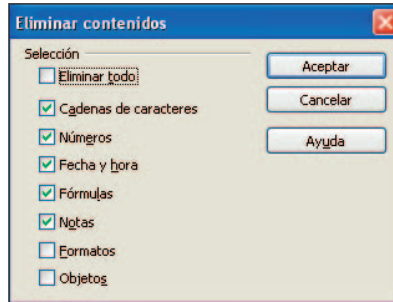 Eliminar contenidos
Selección
Eliminar todo
Cadenas de caracteres
Números
Fecha y hora
Fórmulas
Notas
Formatos
Objetos
Aceptar
Cancelar
Ayuda